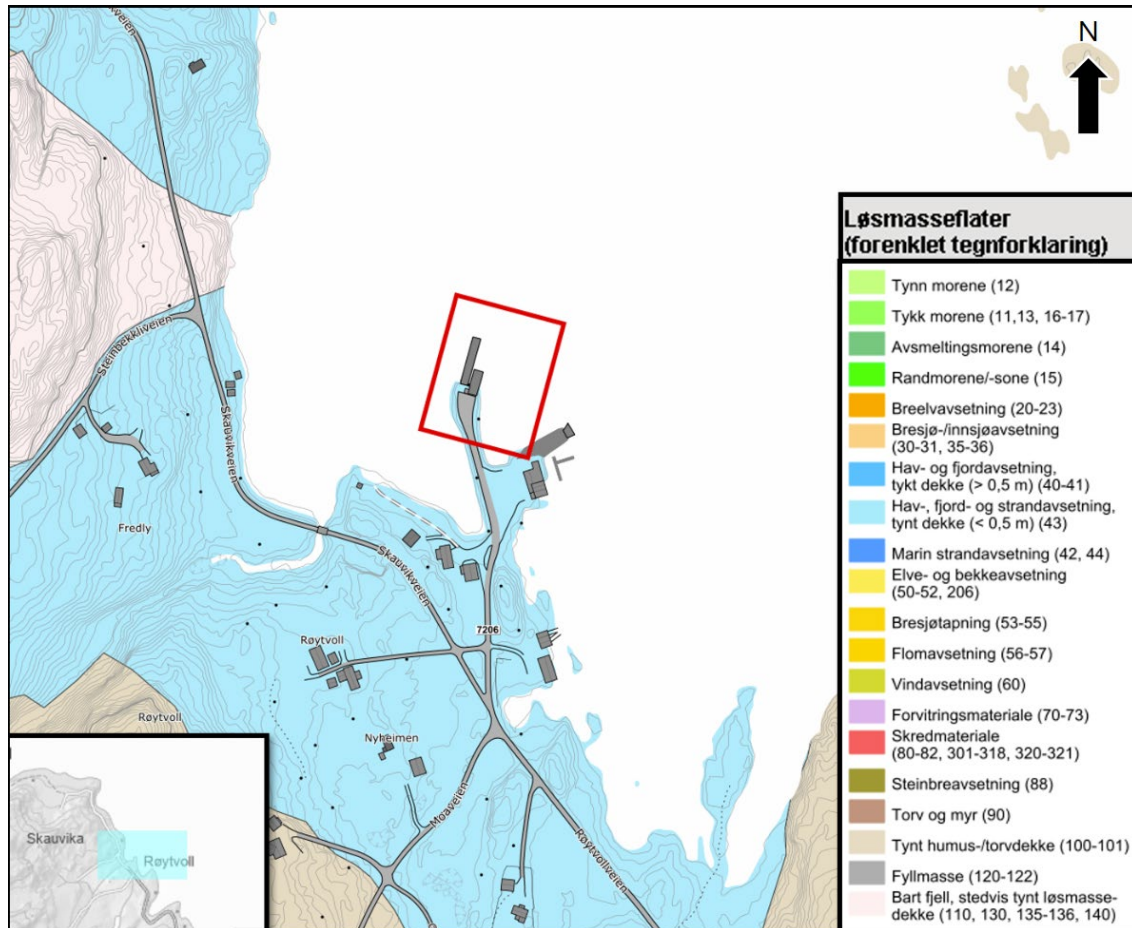 N
Steinbekkliveien
Skauvikveien
Fredly
Skauvikveien
7206
Røytvoll
Røytvoll
Nyheimen
Moaveien
Røytvollveien
Skauvika
Røytvoll
Løsmasseflater
(forenklet tegnforklaring)
Tynn morene (12)
Tykk morene (11,13, 16-17)
Avsmeltingsmorene (14)
Randmorene/-sone (15)
Breelvavsetning (20-23)
Bresjø-/innsjøavsetning
(30-31, 35-36)
Hav- og fjordavsetning,
tykt dekke (> 0,5 m) (40-41)
Hav-, fjord- og strandavsetning,
tynt dekke (< 0,5 m) (43)
Marin strandavsetning (42, 44)
Elve- og bekkeavsetning
(50-52, 206)
Bresjøtapning (53-55)
Flomavsetning (56-57)
Vindavsetning (60)
Forvitringsmateriale (70-73)
Skredmateriale
(80-82, 301-318, 320-321)
Steinbreavsetning (88)
Torv og myr (90)
Tynt humus-/torvdekke (100-101)
Fyllmasse (120-122)
Bart fjell, stedvis tynt løsmasse-
dekke (110, 130, 135-136, 140)